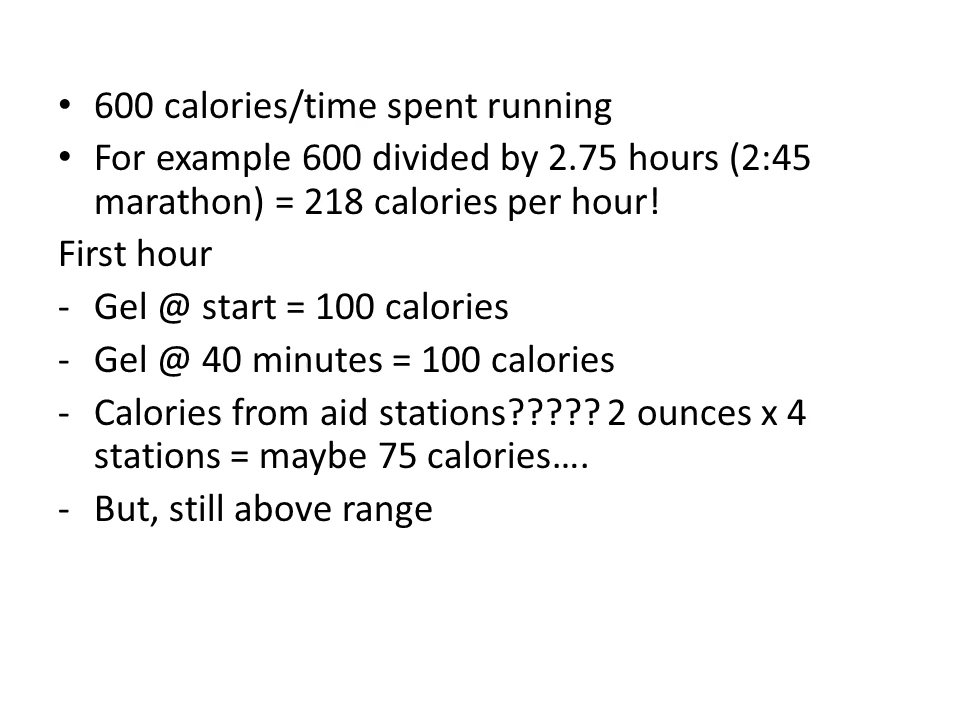 • 600 calories/time spent running
• For example 600 divided by 2.75 hours (2:45
marathon) = 218 calories per hour!
First hour
- Gel @ start = 100 calories
- Gel @ 40 minutes = 100 calories
- Calories from aid stations????? 2 ounces x 4
stations = maybe 75 calories….
- But, still above range